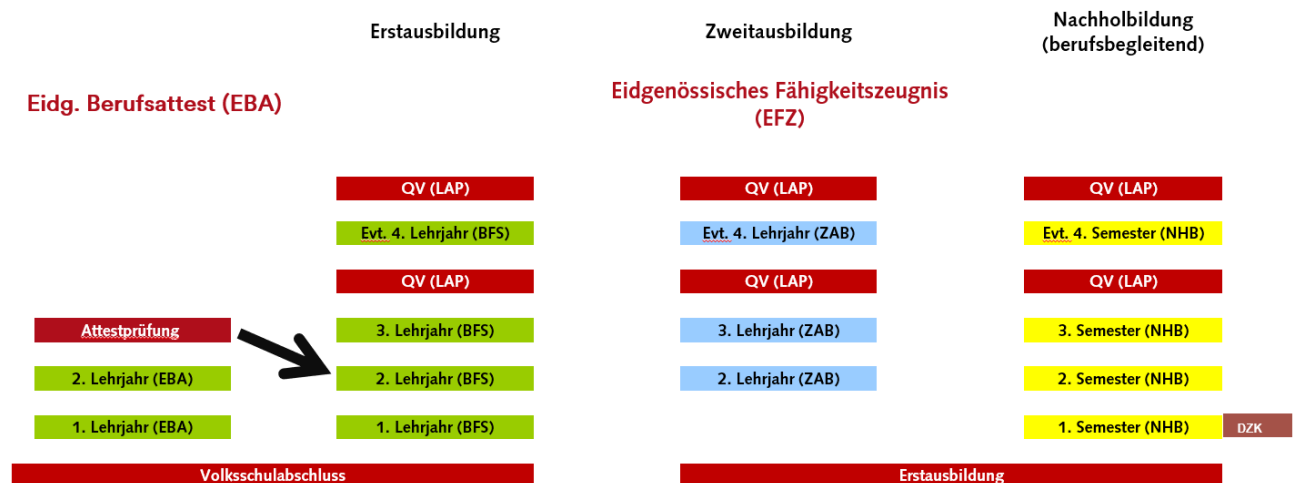 Erstausbildung
Zweitausbildung
Nachholbildung
(berufsbegleitend)
Eidg. Berufsattest (EBA)
Eidgenössisches Fähigkeitszeugnis
(EFZ)
QV (LAP)
QV (LAP)
QV (LAP)
Evt. 4. Lehrjahr (BFS)
Evt. 4. Lehrjahr (ZAB)
Evt. 4. Semester (NHB)
QV (LAP)
QV (LAP)
QV (LAP)
Attestprüfung
3. Lehrjahr (BFS)
3. Lehrjahr (ZAB)
3. Semester (NHB)
2. Lehrjahr (EBA)
2. Lehrjahr (BFS)
2. Lehrjahr (ZAB)
2. Semester (NHB)
1. Lehrjahr (EBA)
1. Lehrjahr (BFS)
1. Semester (NHB)
DZK
Volksschulabschluss
Erstausbildung